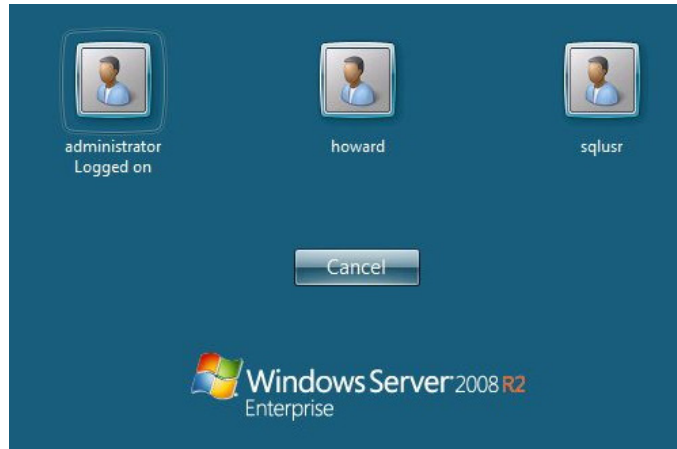 administrator
Logged on
howard
sqlusr
Cancel
Windows Server 2008 R2
Enterprise